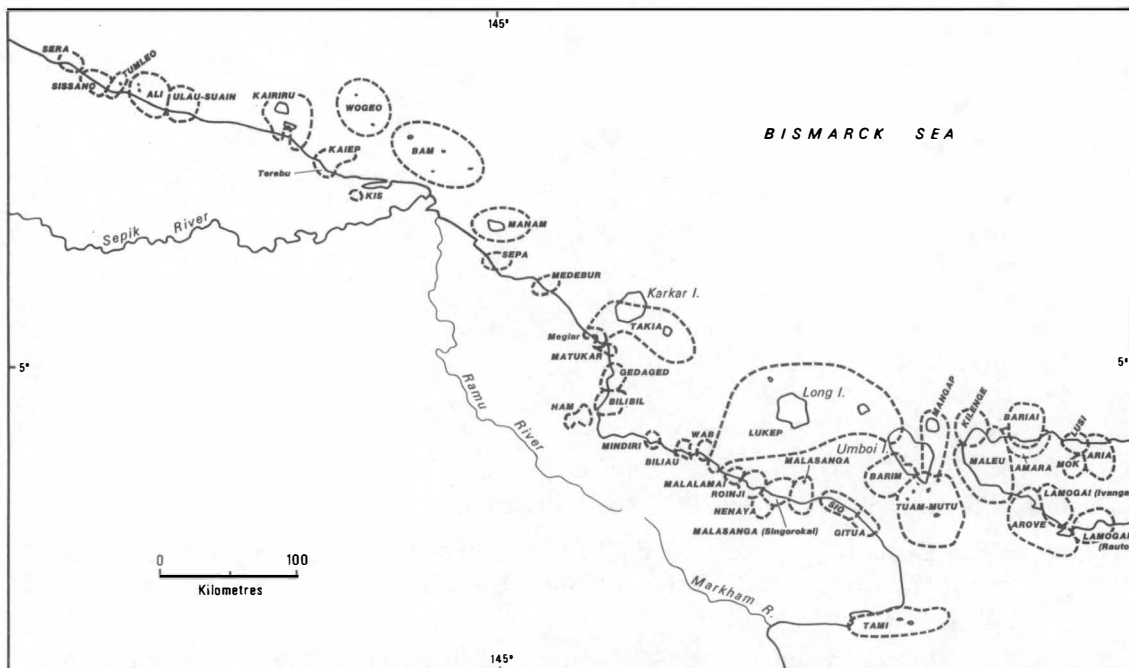 145°
SERA
TUMLEO
SISSANO
ALI
ULAU-SUAIN
KAIRIRU
WOGEO
BISMARCK SEA
KAIEP
BAM
Terebu
KIS
Sepik River
MANAM
SEPA
MEDEBUR
Karkar I.
TAKIA
Megiar
MATUKAR
5°
5°
GEDAGED
Ramu River
BILIBIL
HAM
Long I.
LUKEP
MANGAP
KILENGE
BARIAI
LUSI
WAB
MINDIRI
BILIAU
Umboi I.
MALASANGA
MALEU
AMARA
MOK
ARIA
MALALAMAI
BARIM
ROINJI
LAMOGAI (Ivanga
NENAYA
SIO
TUAM-MUTU
AROVE
MALASANGA (Singorokai)
GITUA
LAMOGAI
(Rauto
0 100
Kilometres
Markham R.
TAMI
145°